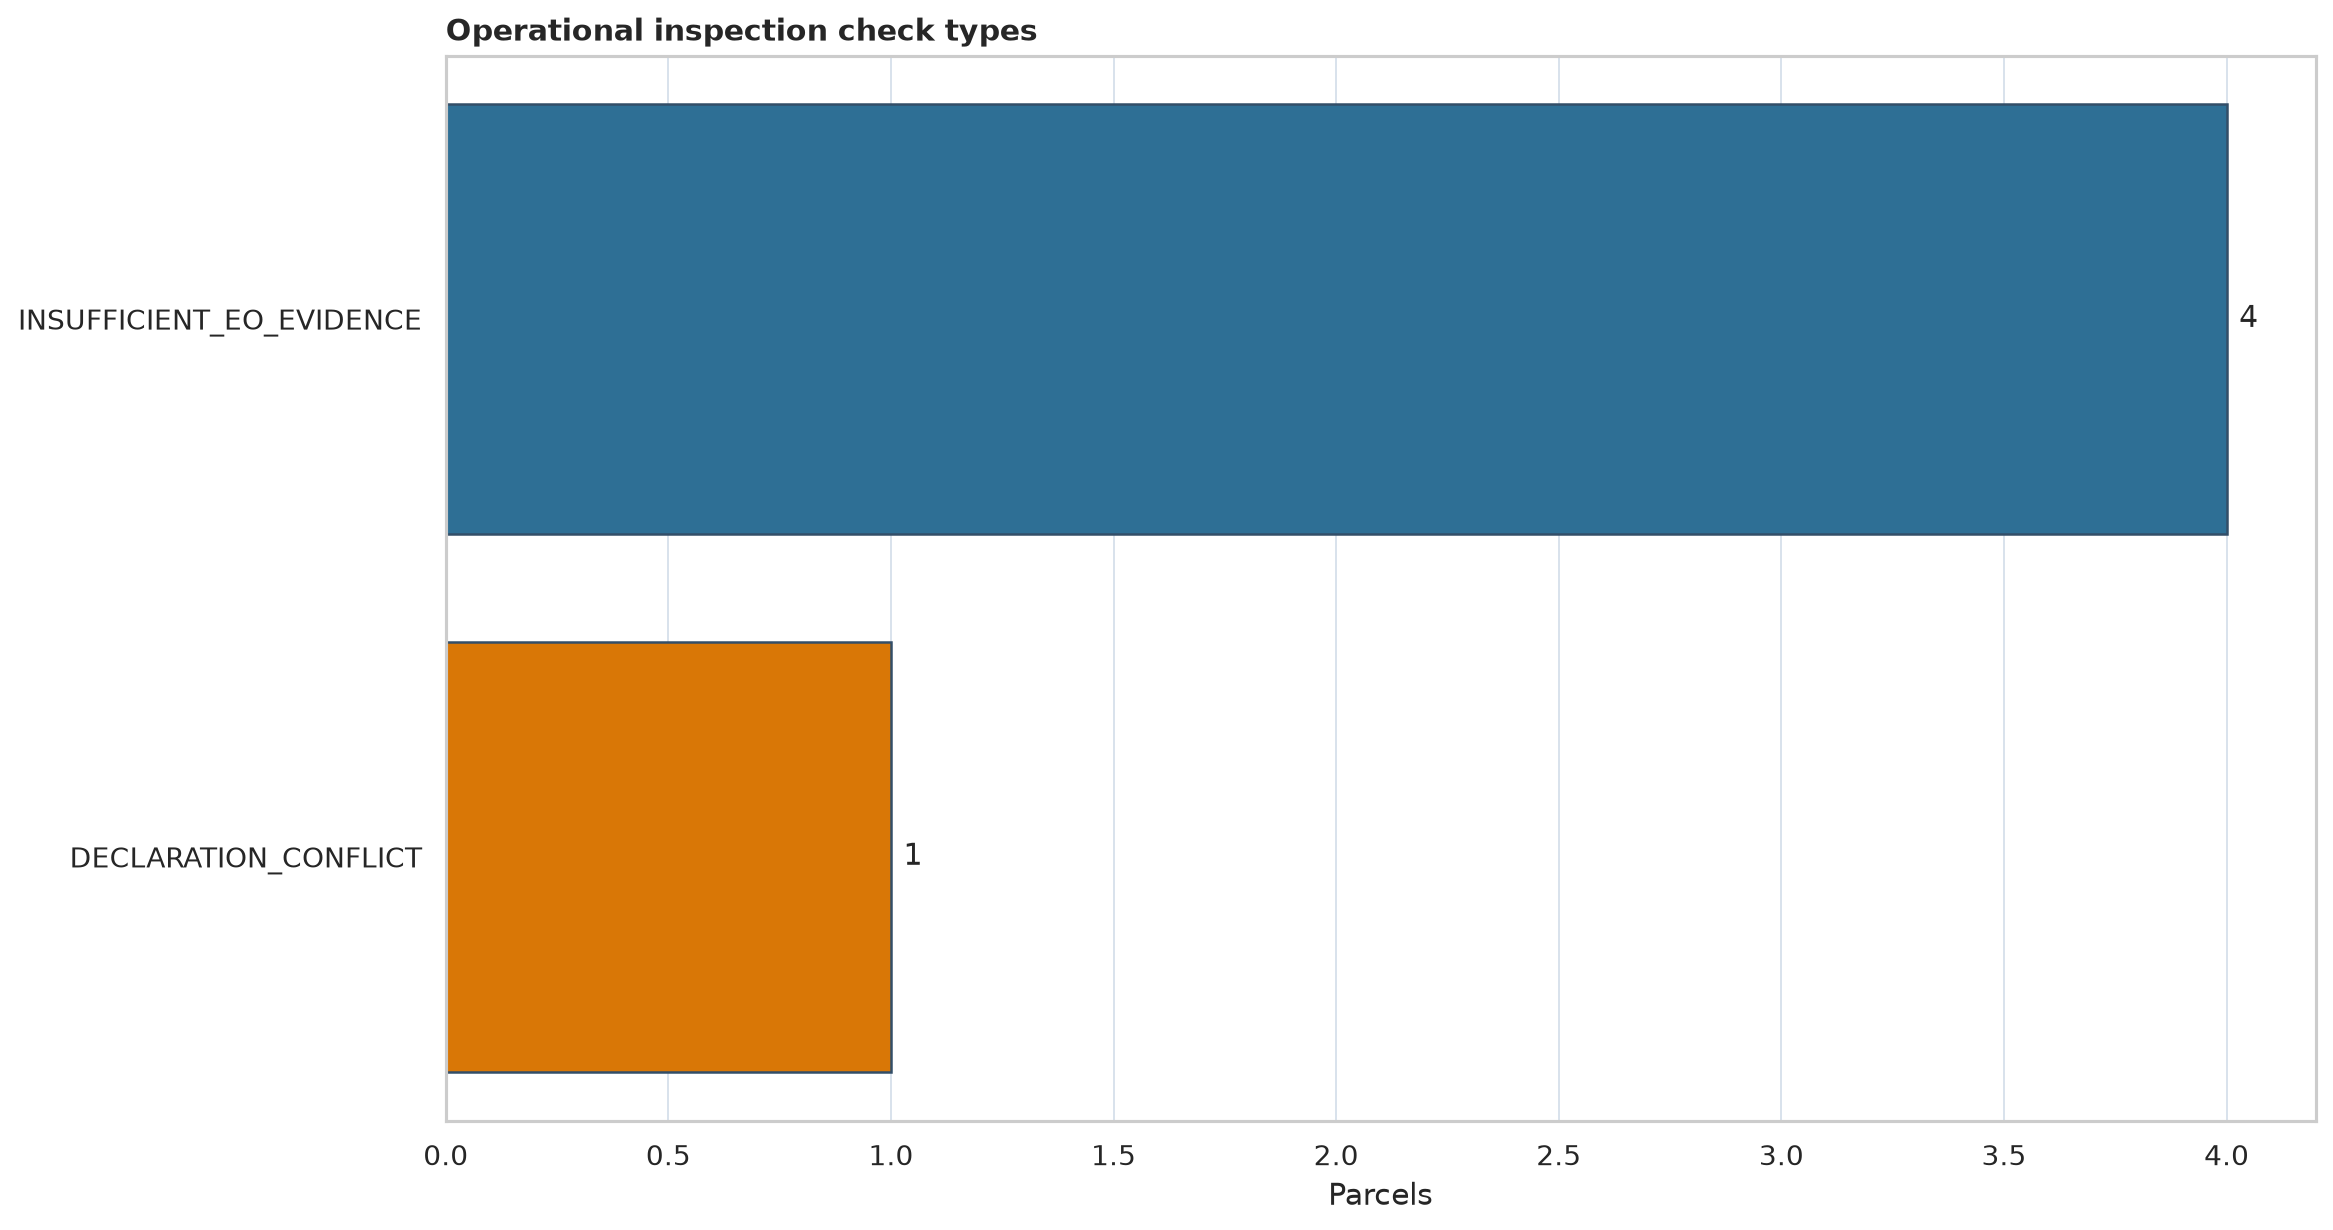 Operational inspection check types
INSUFFICIENT_EO_EVIDENCE
4
DECLARATION_CONFLICT
1
0.0 0.5 1.0 1.5 2.0 2.5 3.0 3.5 4.0
Parcels